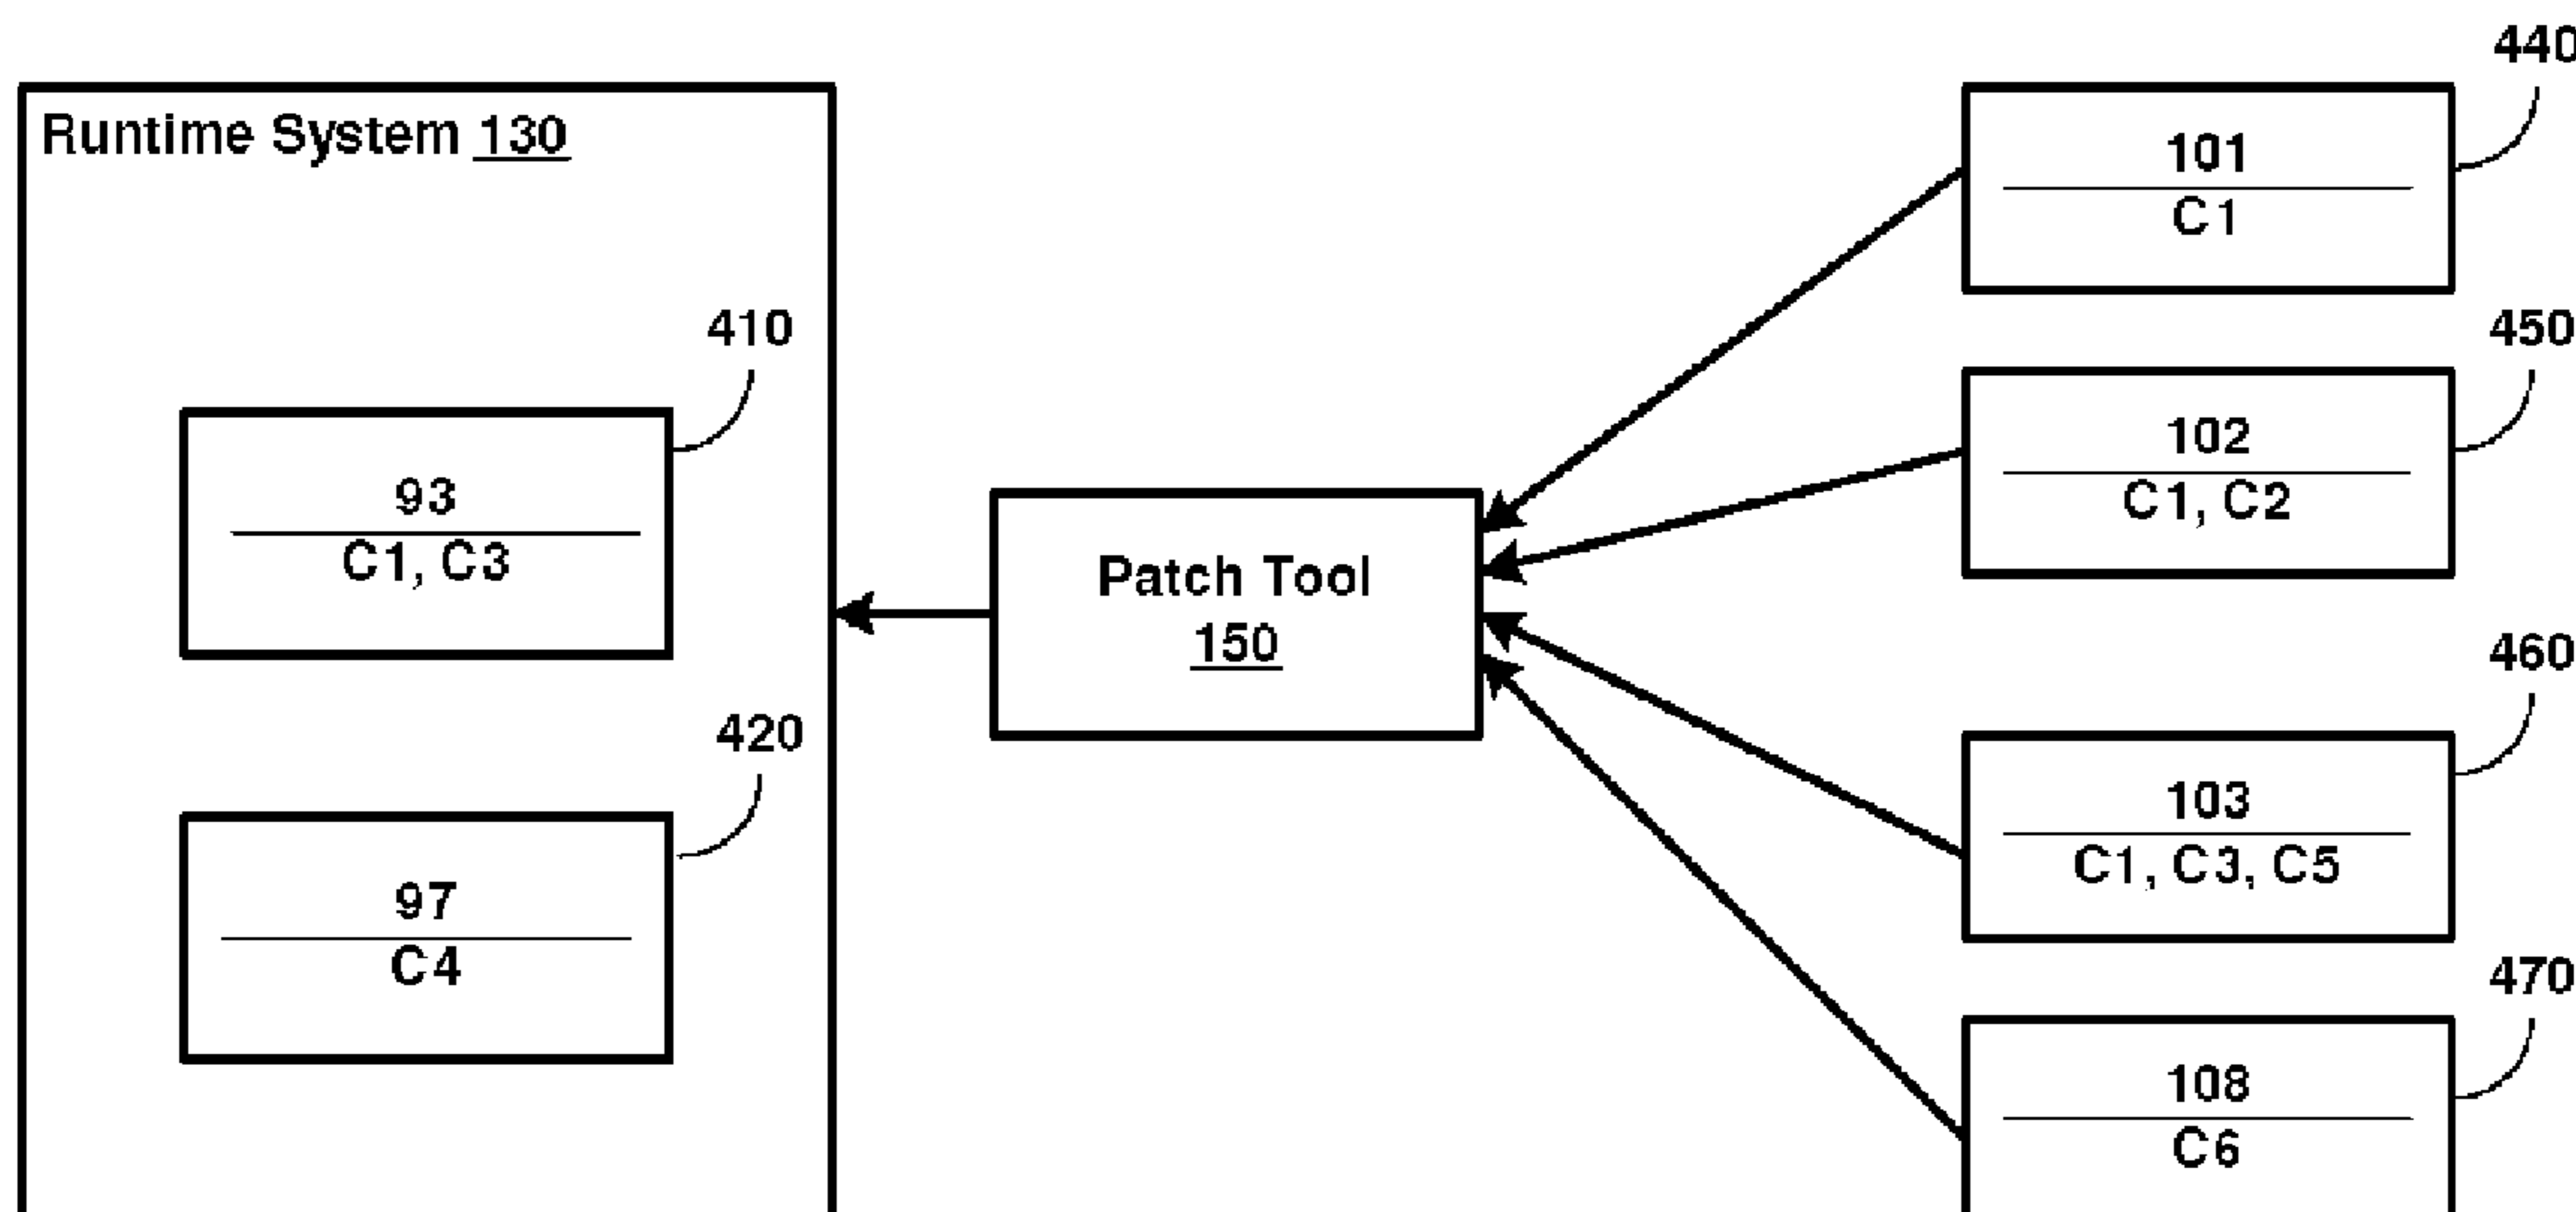 Runtime System 130
410
93
C1, C3
420
97
C4
Patch Tool
150
440
101
C1
450
102
C1, C2
460
103
C1, C3, C5
470
108
C6